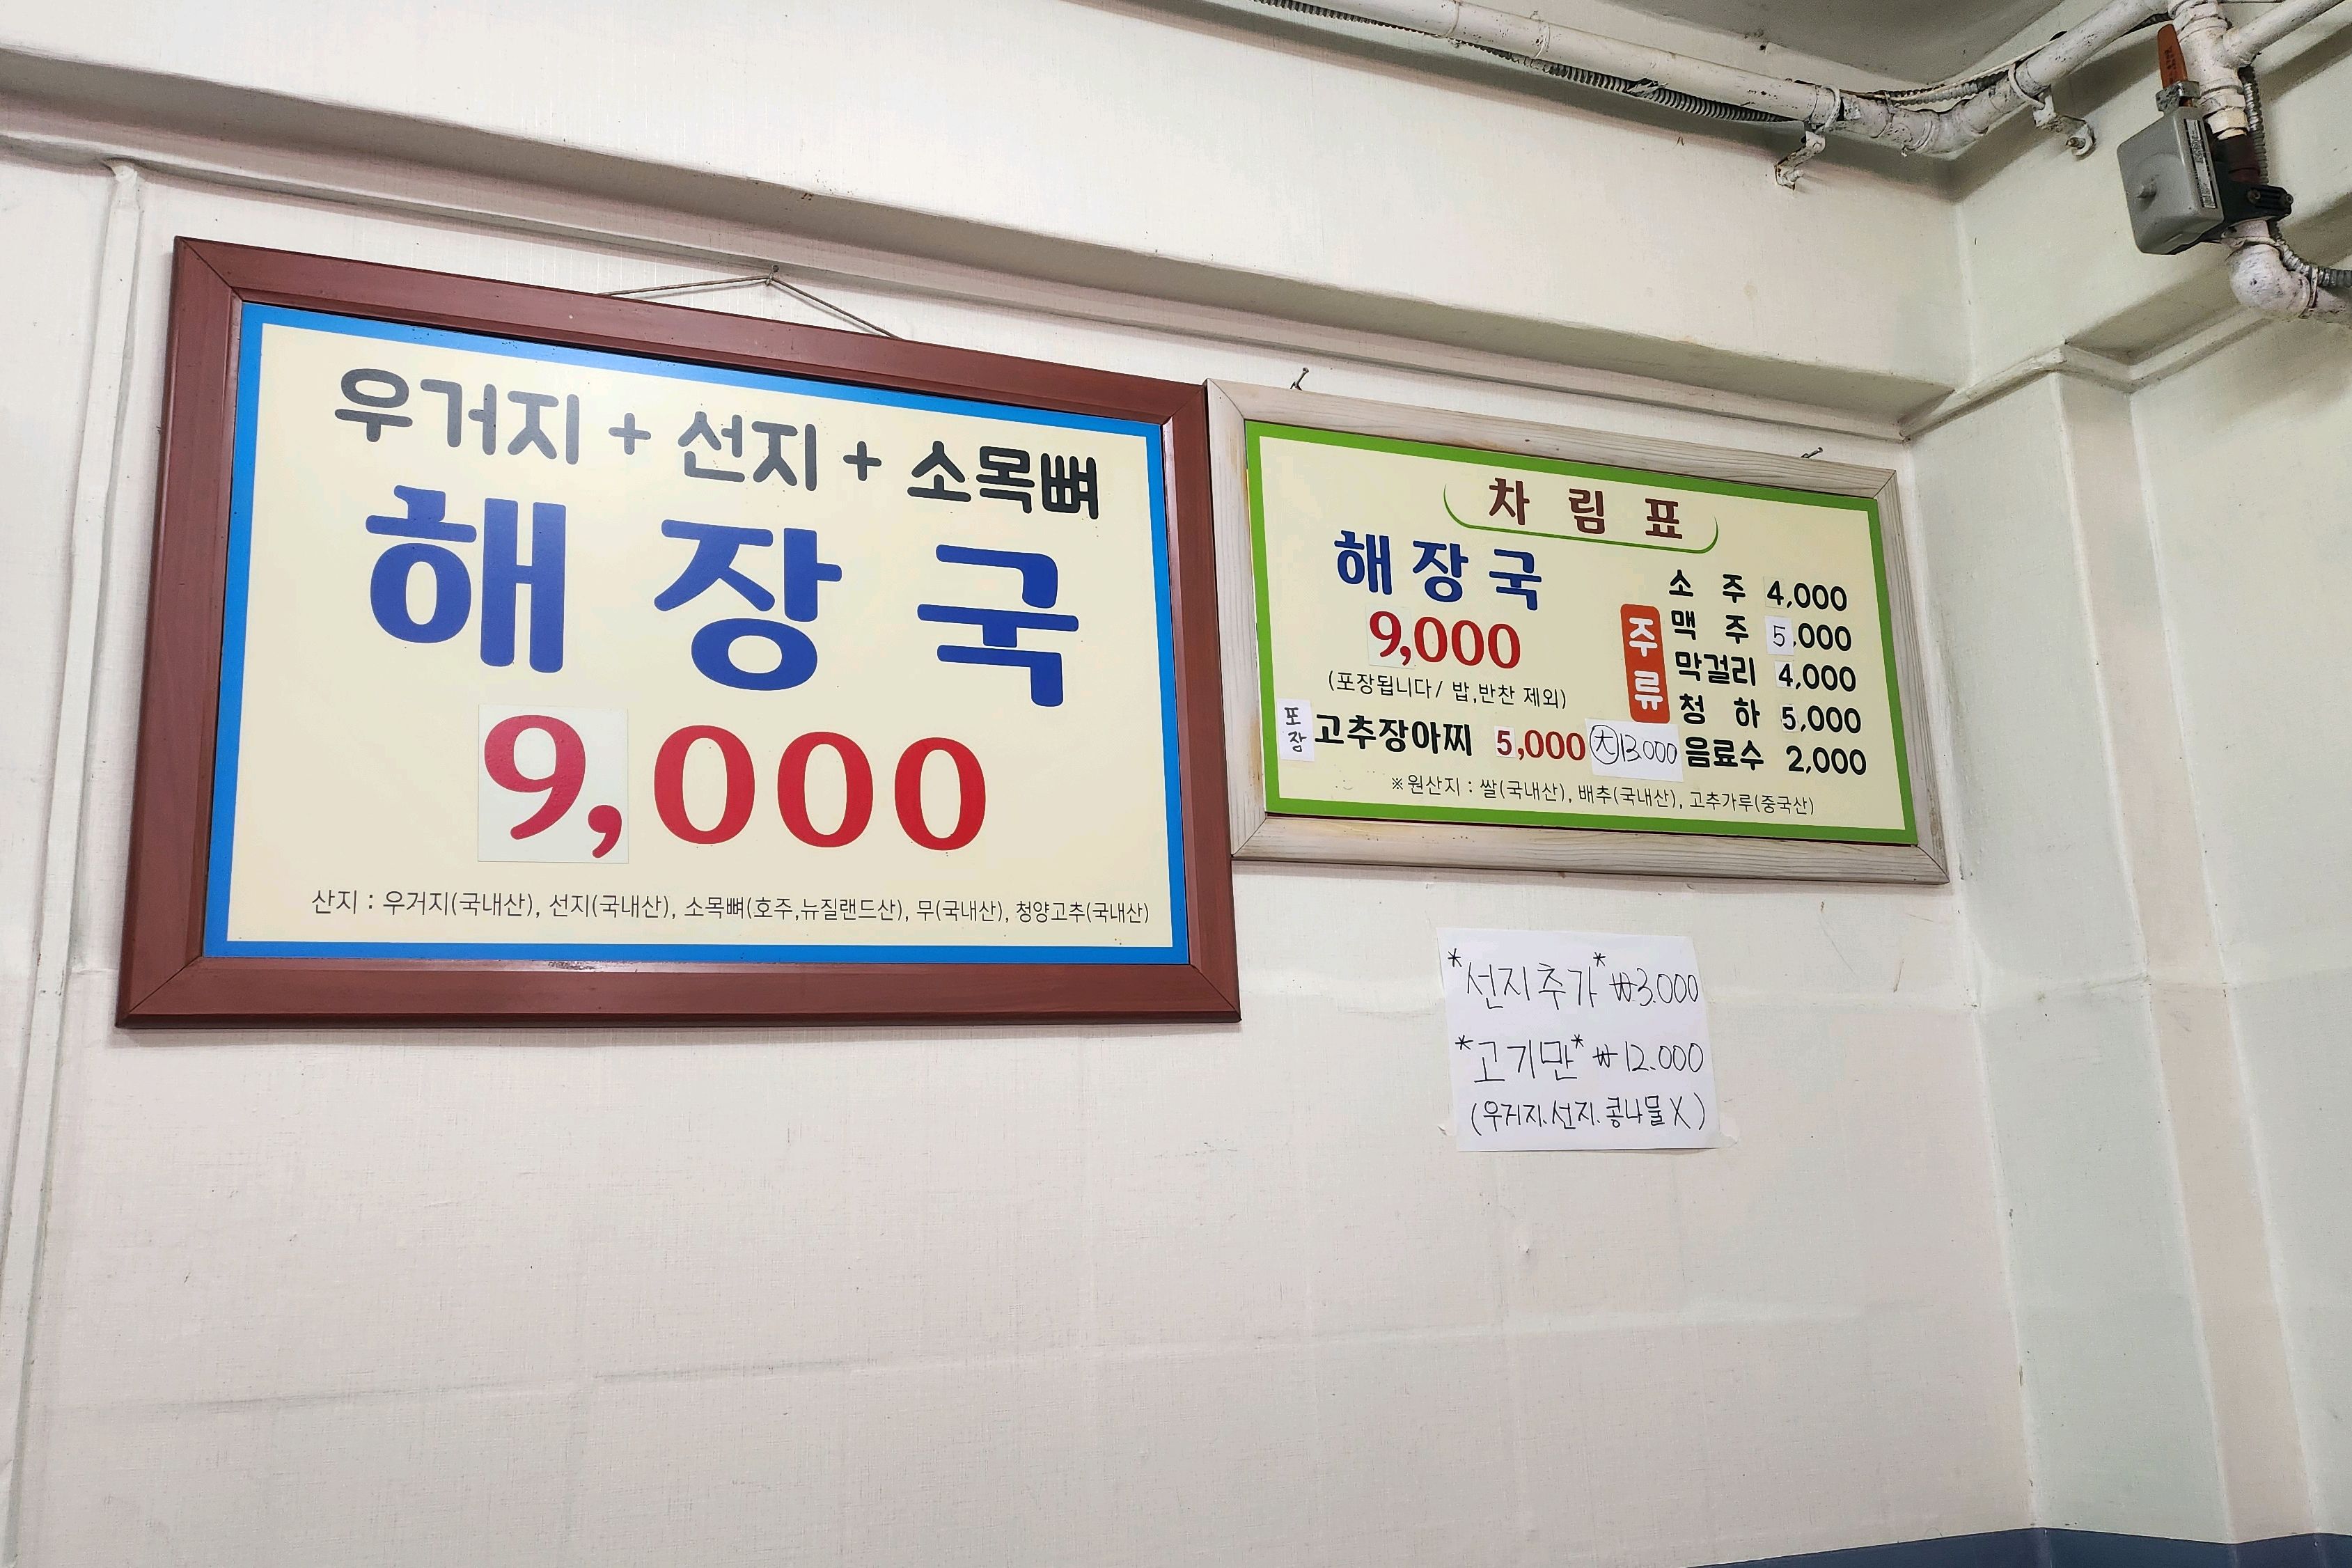 우거지 + 선지 + 소목뼈
해장국
9,000
산지 : 우거지(국내산), 선지(국내산), 소목뼈(호주,뉴질랜드산), 무(국내산), 청양고추(국내산)
차림표
해장국
9,000
(포장됩니다/ 밥,반찬 제외)
포장 고추장아찌 5,000 大 13,000
주류
소주 4,000
맥주 5,000
막걸리 4,000
청하 5,000
음료수 2,000
※원산지 : 쌀(국내산), 배추(국내산), 고추가루(중국산)
*선지추가* ₩3.000
*고기만* ₩12.000
(우거지.선지.콩나물X)